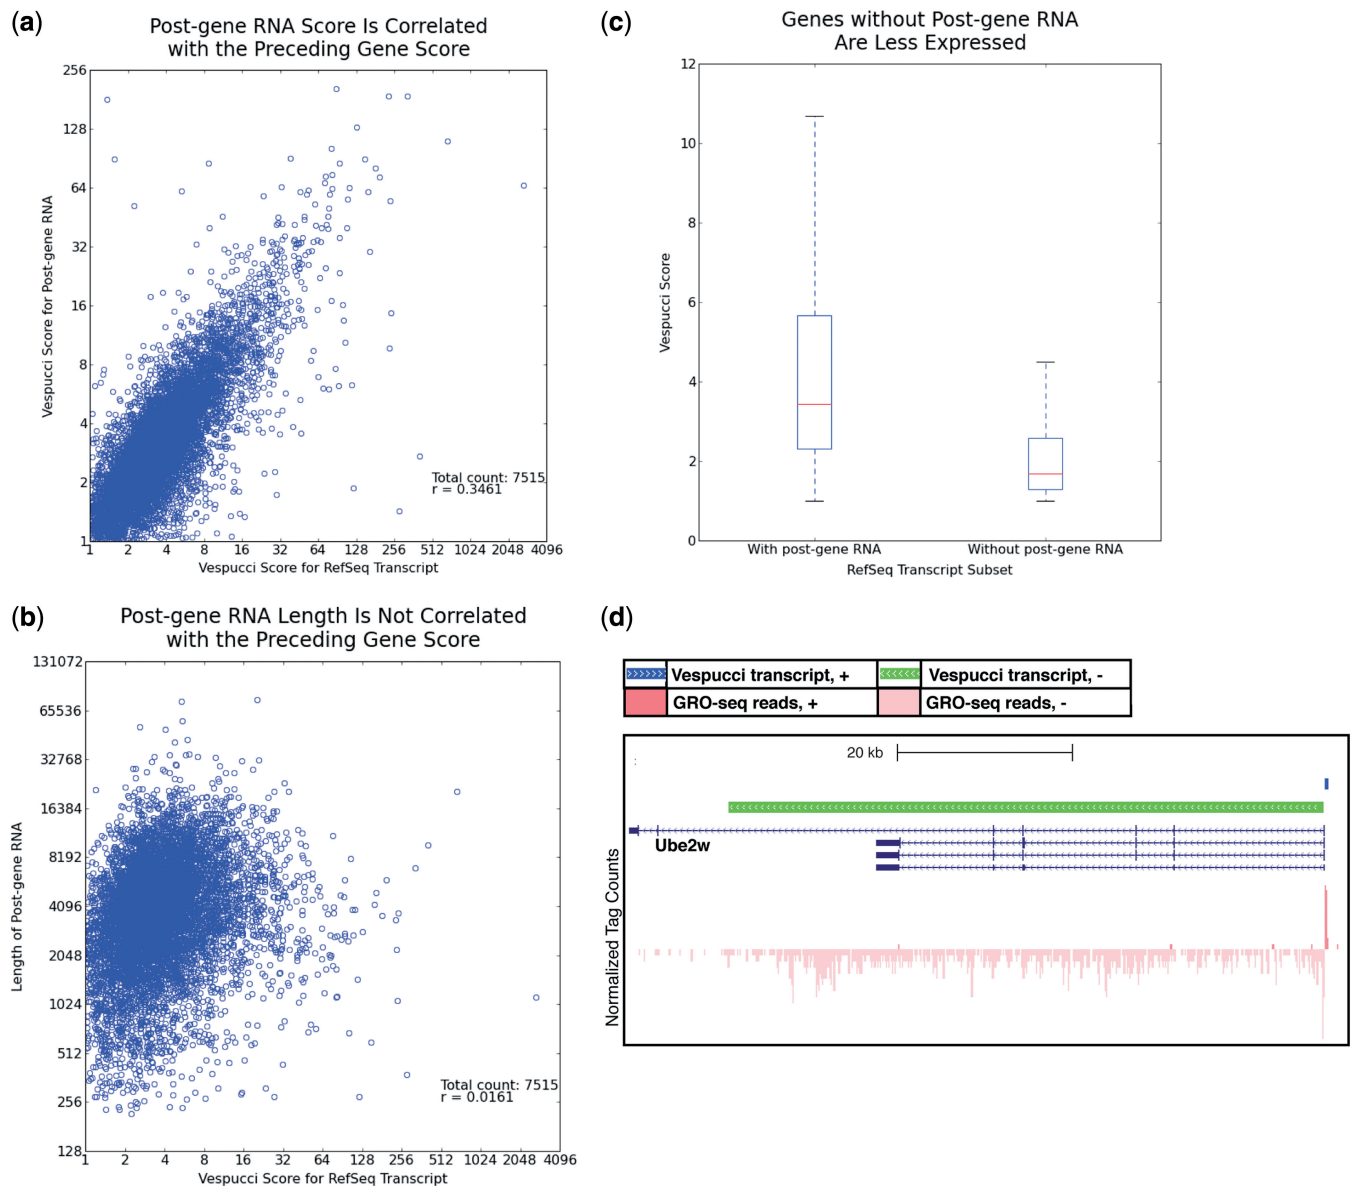 (a)
Post-gene RNA Score Is Correlated
with the Preceding Gene Score
256
128
64
32
16
8
4
2
1
Vespucci Score for Post-gene RNA
Total count: 7515
r = 0.3461
1 2 4 8 16 32 64 128 256 512 1024 2048 4096
Vespucci Score for RefSeq Transcript
(c)
Genes without Post-gene RNA
Are Less Expressed
12
10
8
6
4
2
0
Vespucci Score
With post-gene RNA Without post-gene RNA
RefSeq Transcript Subset
(b)
Post-gene RNA Length Is Not Correlated
with the Preceding Gene Score
131072
65536
32768
16384
8192
4096
2048
1024
512
256
128
Length of Post-gene RNA
Total count: 7515
r = 0.0161
1 2 4 8 16 32 64 128 256 512 1024 2048 4096
Vespucci Score for RefSeq Transcript
(d)
Vespucci transcript, + Vespucci transcript, -
GRO-seq reads, + GRO-seq reads, -
20 kb
:
Ube2w
Normalized Tag Counts